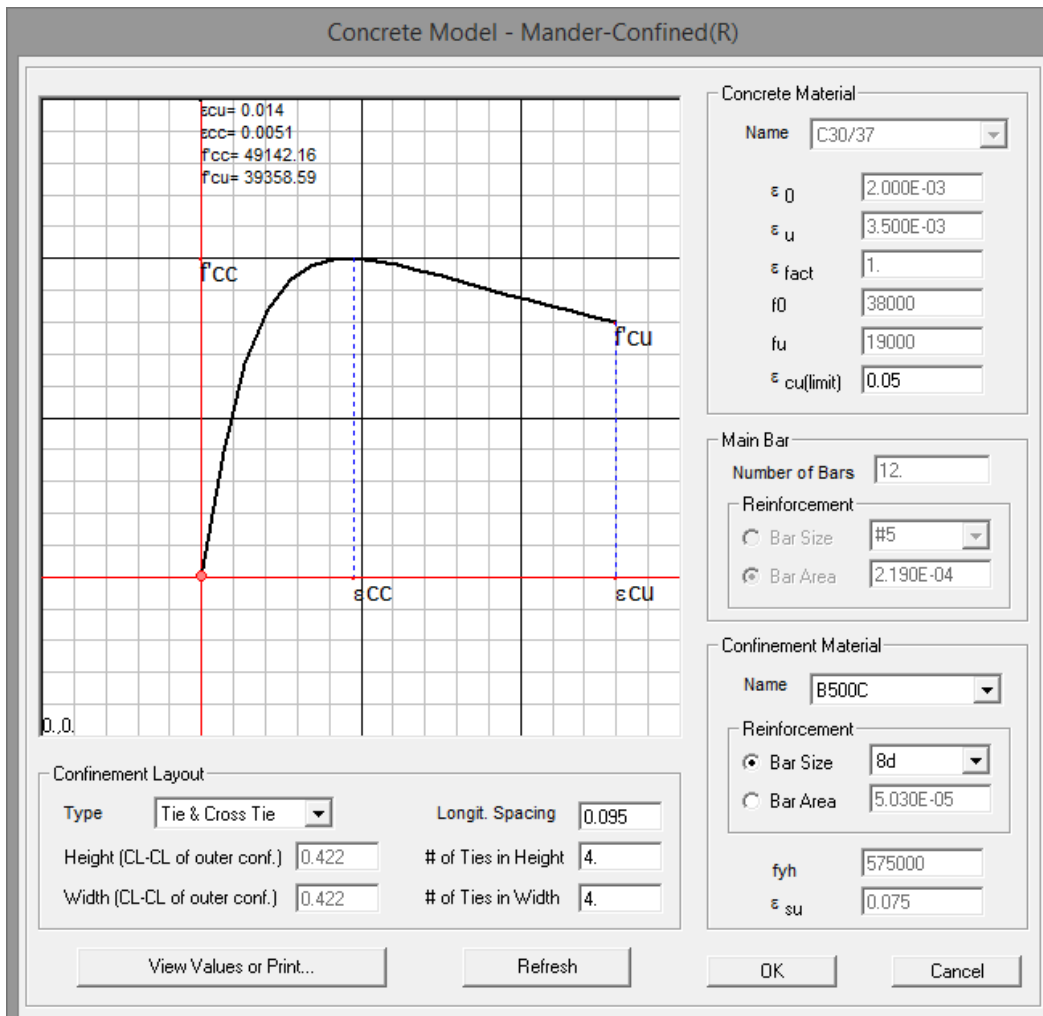 Concrete Model - Mander-Confined(R)
εcu= 0.014
εcc= 0.0051
f'cc= 49142.16
f'cu= 39358.59
f'cc
f'cu
εcc
εcu
0.,0.
Concrete Material
Name C30/37
ε 0 2.000E-03
ε u 3.500E-03
ε fact 1.
f0 38000
fu 19000
ε cu(limit) 0.05
Main Bar
Number of Bars 12.
Reinforcement
Bar Size #5
Bar Area 2.190E-04
Confinement Material
Name B500C
Reinforcement
Bar Size 8d
Bar Area 5.030E-05
fyh 575000
ε su 0.075
Confinement Layout
Type Tie & Cross Tie Longit. Spacing 0.095
Height (CL-CL of outer conf.) 0.422 # of Ties in Height 4.
Width (CL-CL of outer conf.) 0.422 # of Ties in Width 4.
View Values or Print... Refresh OK Cancel